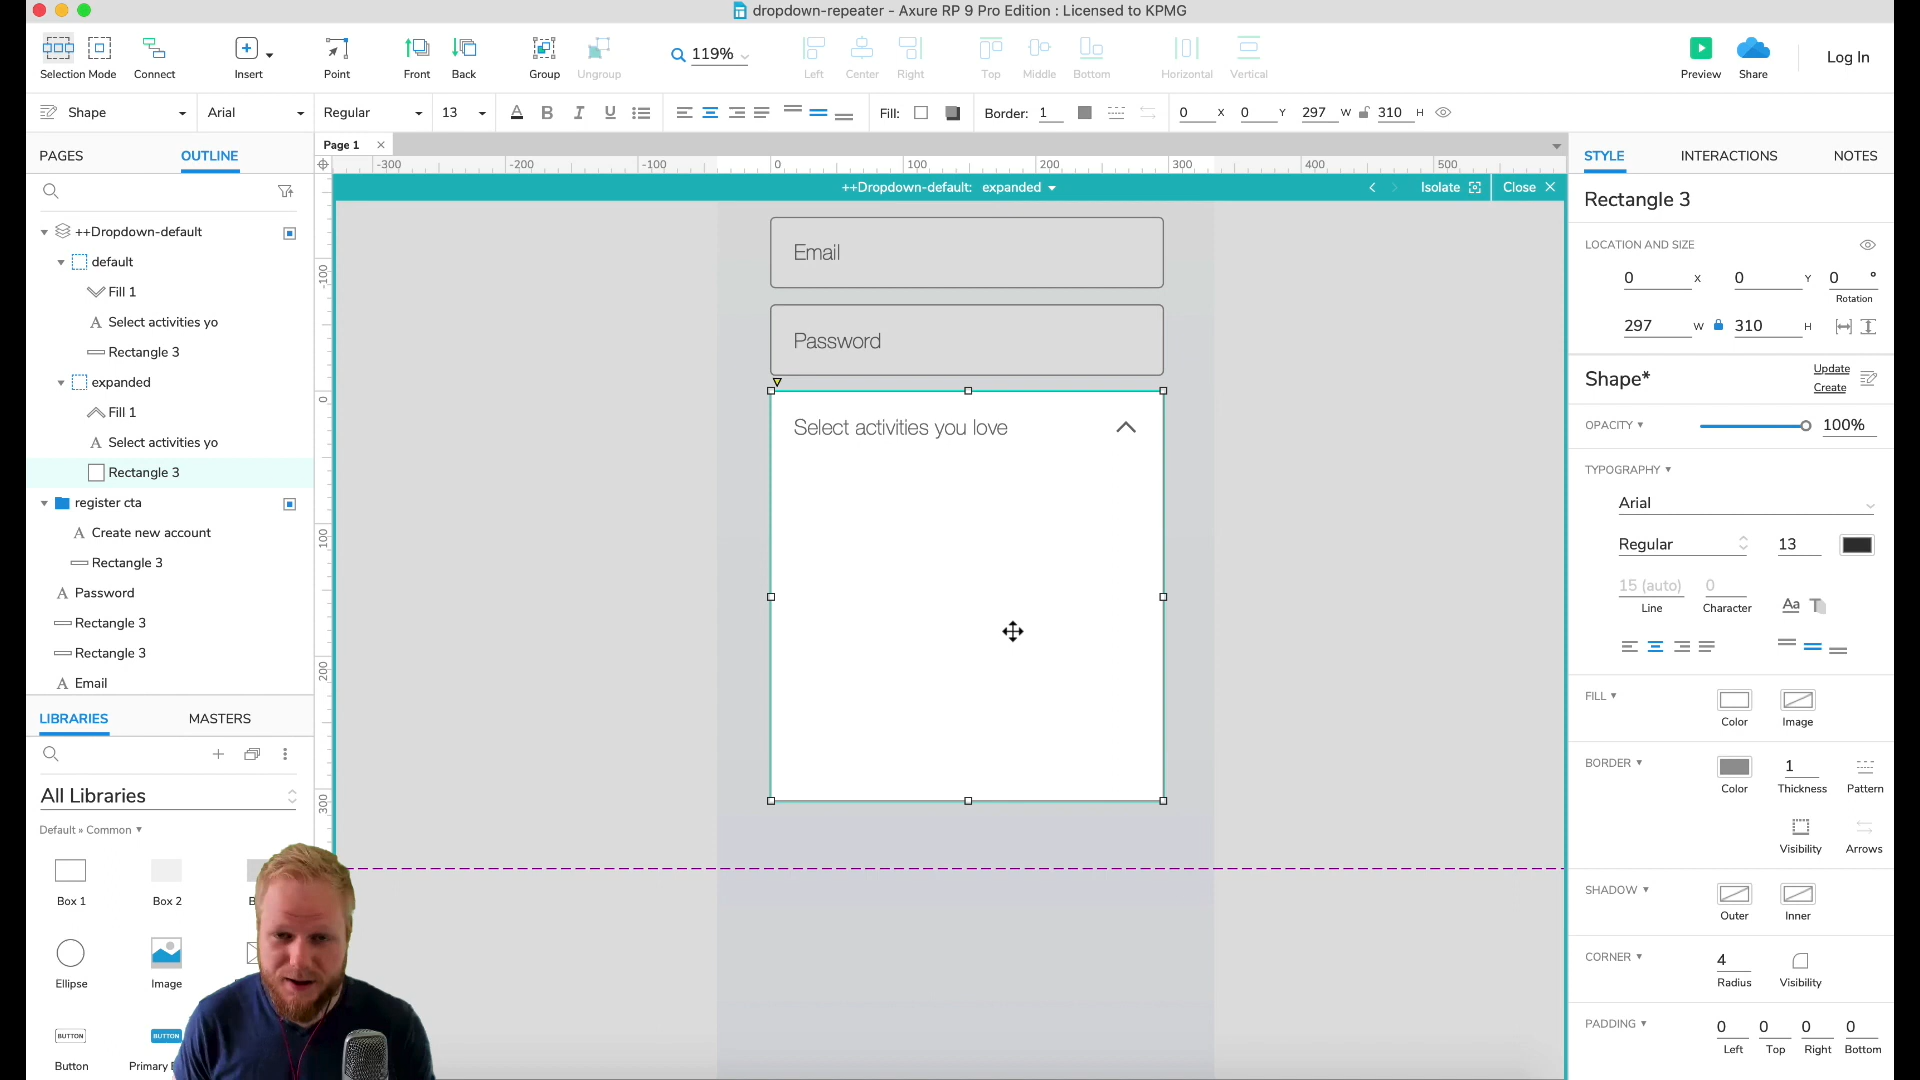 dropdown-repeater - Axure RP 9 Pro Edition : Licensed to KPMG
Selection Mode
Connect
Insert
Point
Front
Back
Group
Ungroup
119%
Left
Center
Right
Top
Middle
Bottom
Horizontal
Vertical
Preview
Share
Log In
Shape
Arial
Regular
13
Fill:
Border: 1
0 X
0 Y
297 W
310 H
PAGES
OUTLINE
Page 1
STYLE
INTERACTIONS
NOTES
-300 -200 -100 0 100 200 300 400 500
++Dropdown-default: expanded
Isolate
Close
++Dropdown-default
default
Fill 1
Select activities yo
Rectangle 3
expanded
Fill 1
Select activities yo
Rectangle 3
register cta
Create new account
Rectangle 3
Password
Rectangle 3
Rectangle 3
Email
LIBRARIES
MASTERS
All Libraries
Default » Common
Box 1
Box 2
B
Ellipse
Image
BUTTON
BUTTON
Button
Primary
-100
0
100
200
300
Email
Password
Select activities you love
Rectangle 3
LOCATION AND SIZE
0 X
0 Y
0 °
Rotation
297 W
310 H
Shape*
Update
Create
OPACITY
100%
TYPOGRAPHY
Arial
Regular
13
15 (auto)
0
Line
Character
Aa
FILL
Color
Image
BORDER
1
Color
Thickness
Pattern
Visibility
Arrows
SHADOW
Outer
Inner
CORNER
4
Radius
Visibility
PADDING
0 0 0 0
Left Top Right Bottom